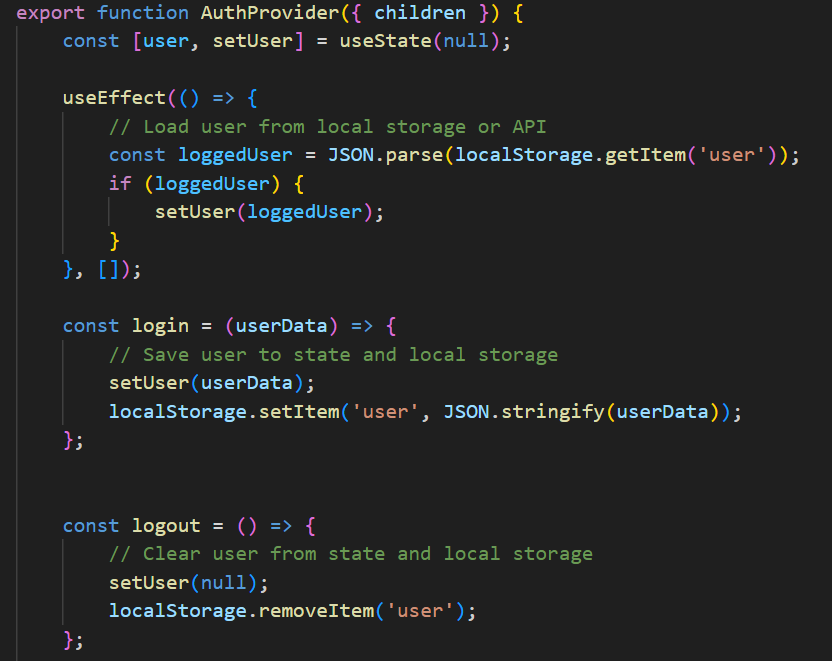 export function AuthProvider({ children }) {
const [user, setUser] = useState(null);
useEffect(() => {
// Load user from local storage or API
const loggedUser = JSON.parse(localStorage.getItem('user'));
if (loggedUser) {
setUser(loggedUser);
}
}, []);
const login = (userData) => {
// Save user to state and local storage
setUser(userData);
localStorage.setItem('user', JSON.stringify(userData));
};
const logout = () => {
// Clear user from state and local storage
setUser(null);
localStorage.removeItem('user');
};